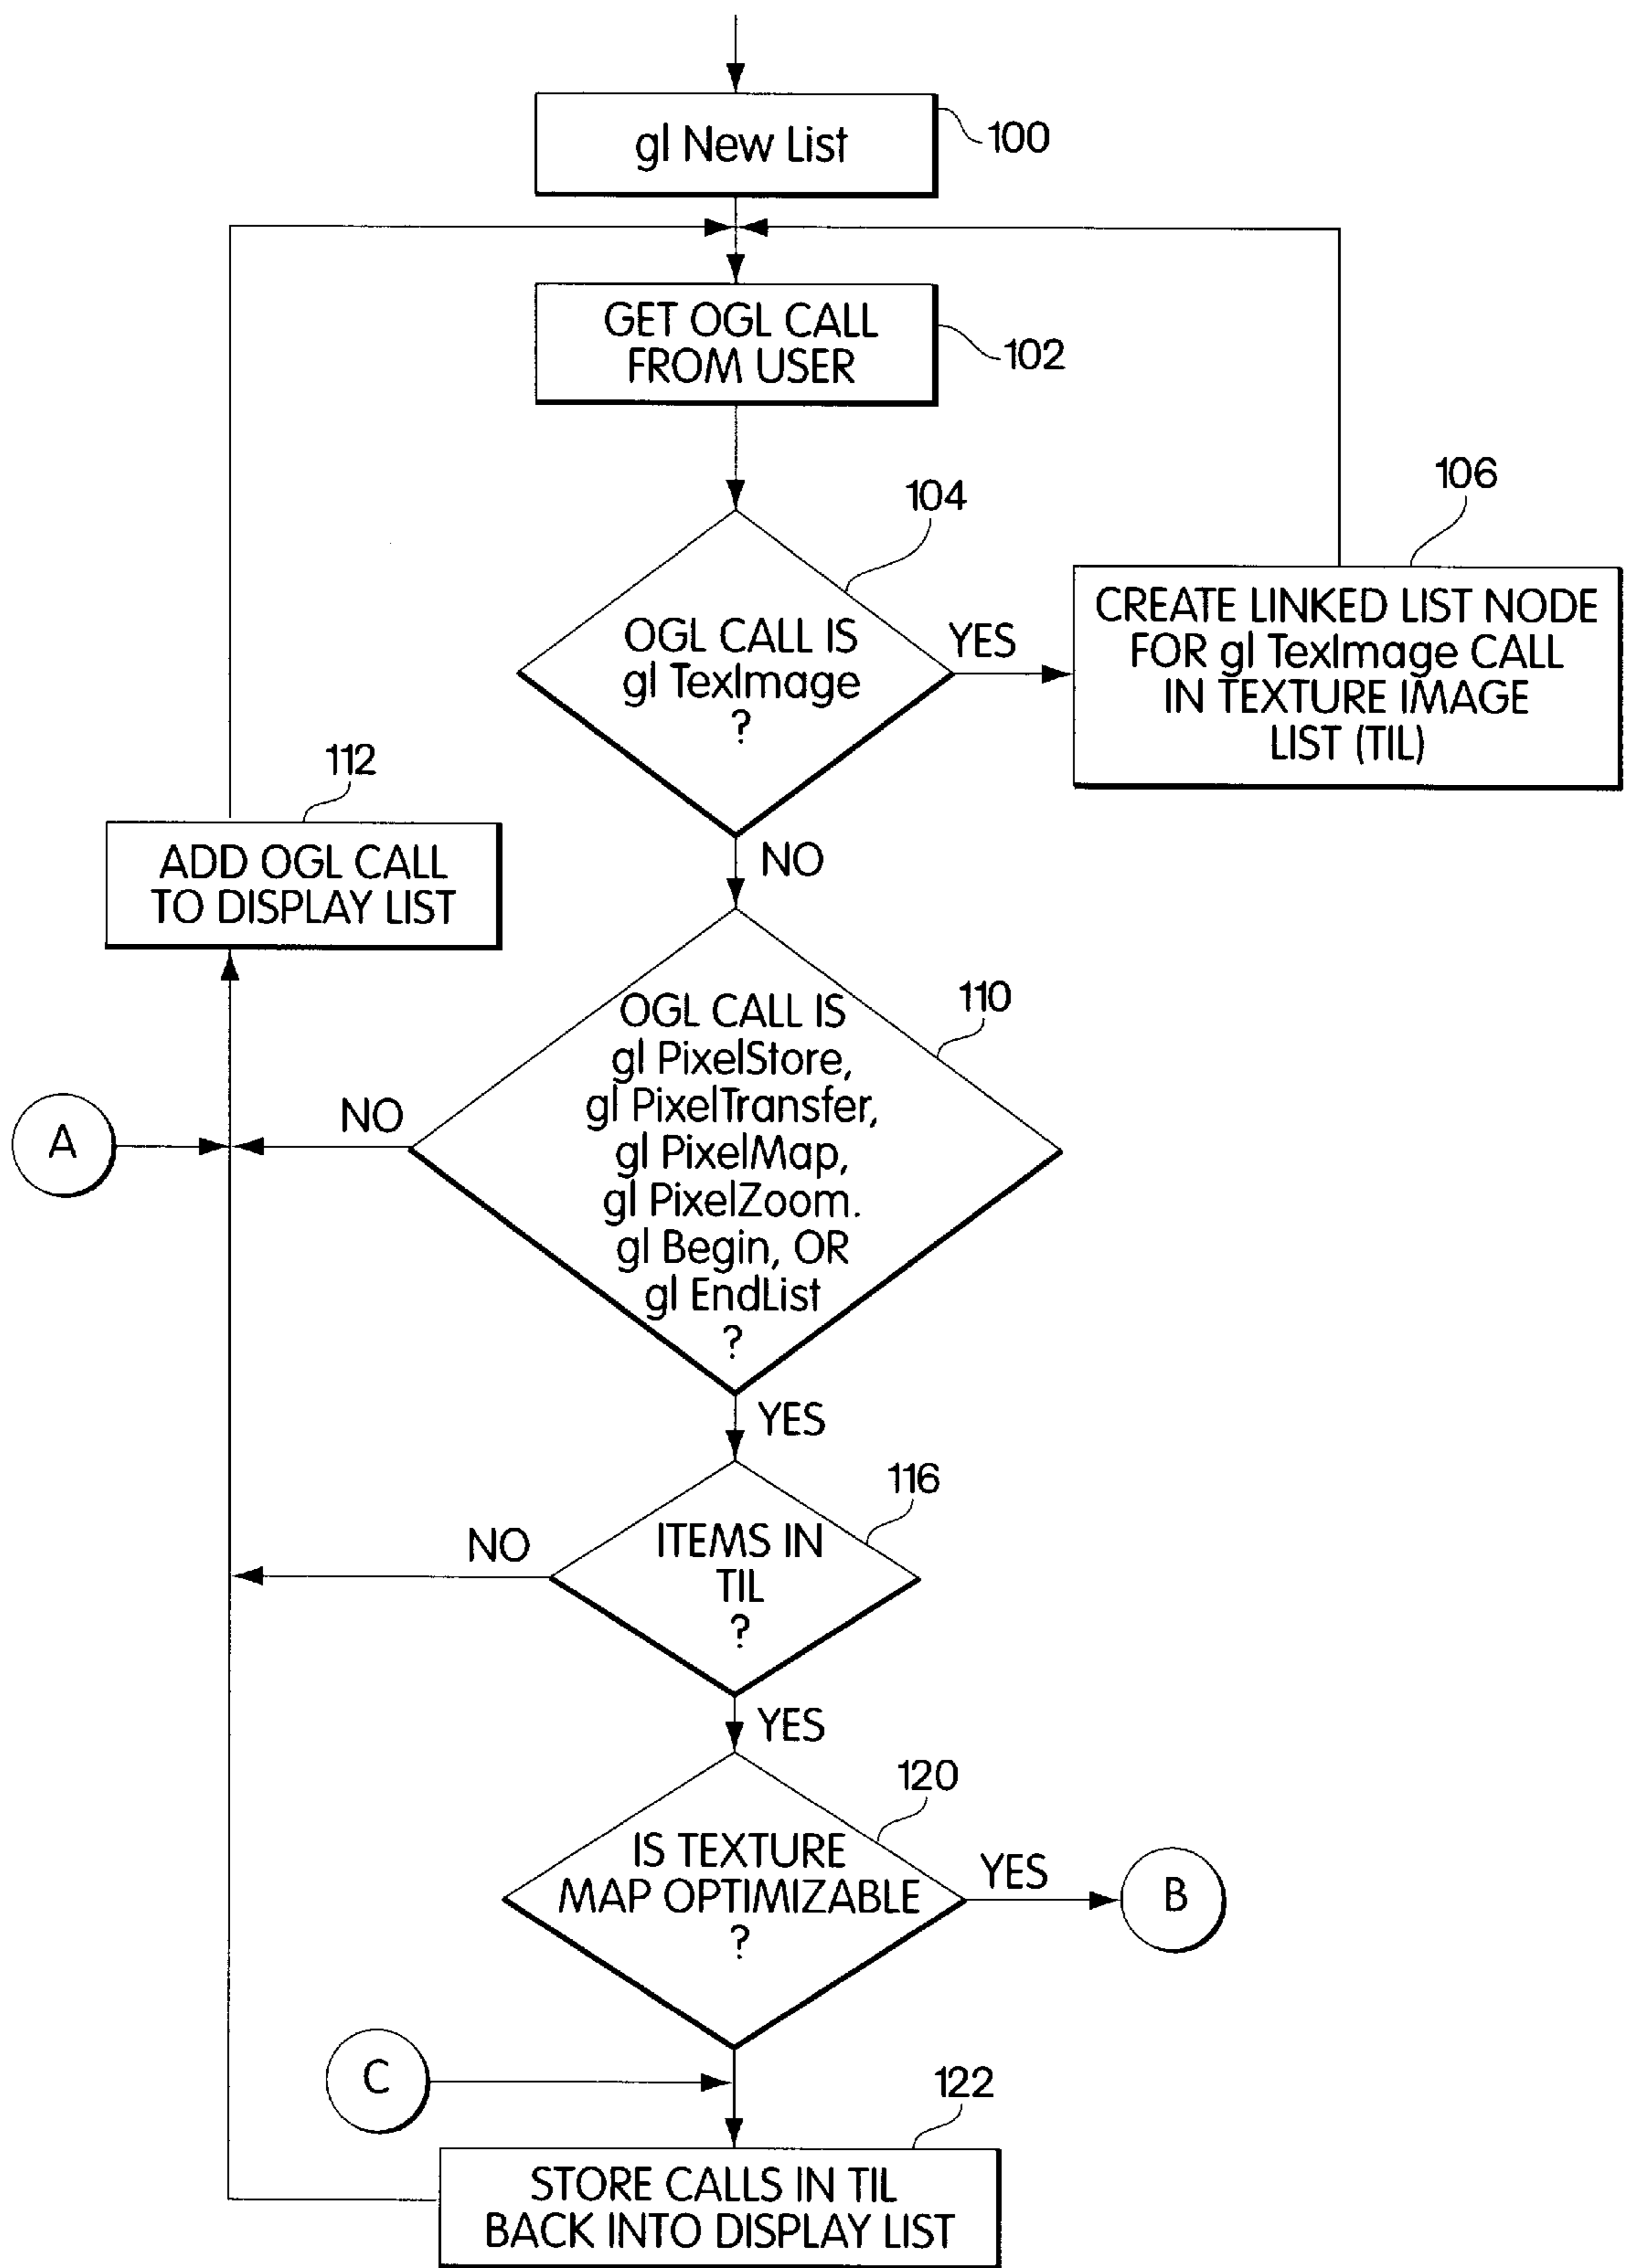 gl New List
100
GET OGL CALL
FROM USER
102
104
OGL CALL IS
gl TexImage
?
YES
106
CREATE LINKED LIST NODE
FOR gl TexImage CALL
IN TEXTURE IMAGE
LIST (TIL)
NO
112
ADD OGL CALL
TO DISPLAY LIST
110
OGL CALL IS
gl PixelStore,
gl PixelTransfer,
gl PixelMap,
gl PixelZoom.
gl Begin, OR
gl EndList
?
NO
A
YES
116
ITEMS IN
TIL
?
NO
YES
120
IS TEXTURE
MAP OPTIMIZABLE
?
YES
B
C
122
STORE CALLS IN TIL
BACK INTO DISPLAY LIST